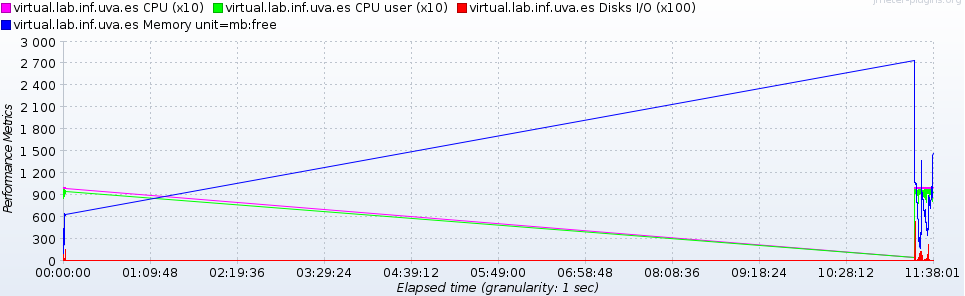 virtual.lab.inf.uva.es CPU (x10) virtual.lab.inf.uva.es CPU user (x10) virtual.lab.inf.uva.es Disks I/O (x100)
virtual.lab.inf.uva.es Memory unit=mb:free
jmeter-plugins.org
3 000
2 700
2 400
2 100
1 800
1 500
1 200
900
600
300
0
Performance Metrics
00:00:00 01:09:48 02:19:36 03:29:24 04:39:12 05:49:00 06:58:48 08:08:36 09:18:24 10:28:12 11:38:01
Elapsed time (granularity: 1 sec)